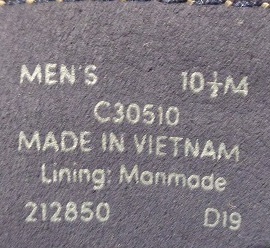 MEN'S 10½M
C30510
MADE IN VIETNAM
Lining: Manmade
212850 D19